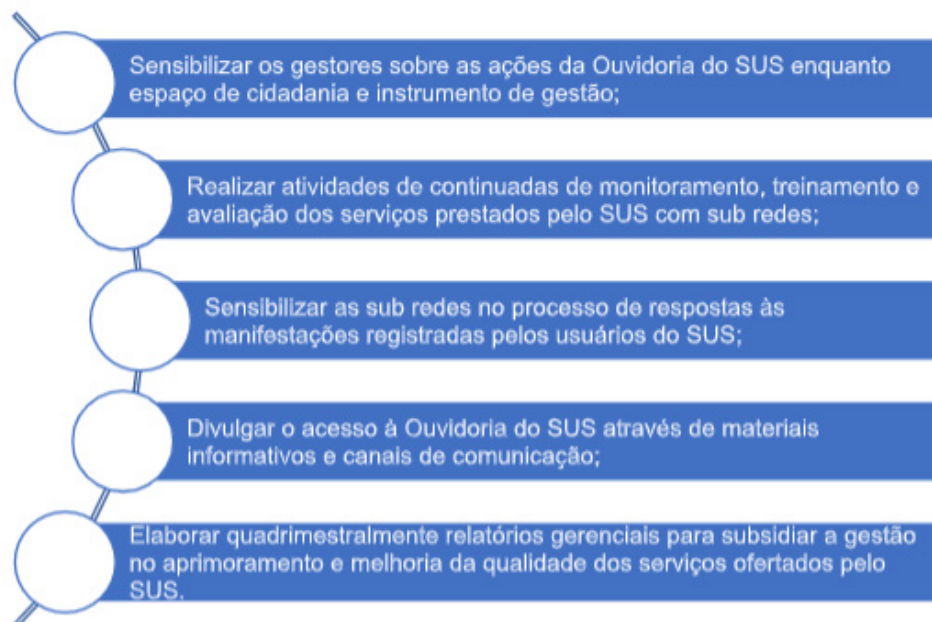 Sensibilizar os gestores sobre as ações da Ouvidoria do SUS enquanto
espaço de cidadania e instrumento de gestão;
Realizar atividades de continuadas de monitoramento, treinamento e
avaliação dos serviços prestados pelo SUS com sub redes;
Sensibilizar as sub redes no processo de respostas às
manifestações registradas pelos usuários do SUS;
Divulgar o acesso à Ouvidoria do SUS através de materiais
informativos e canais de comunicação;
Elaborar quadrimestralmente relatórios gerenciais para subsidiar a gestão
no aprimoramento e melhoria da qualidade dos serviços ofertados pelo
SUS.